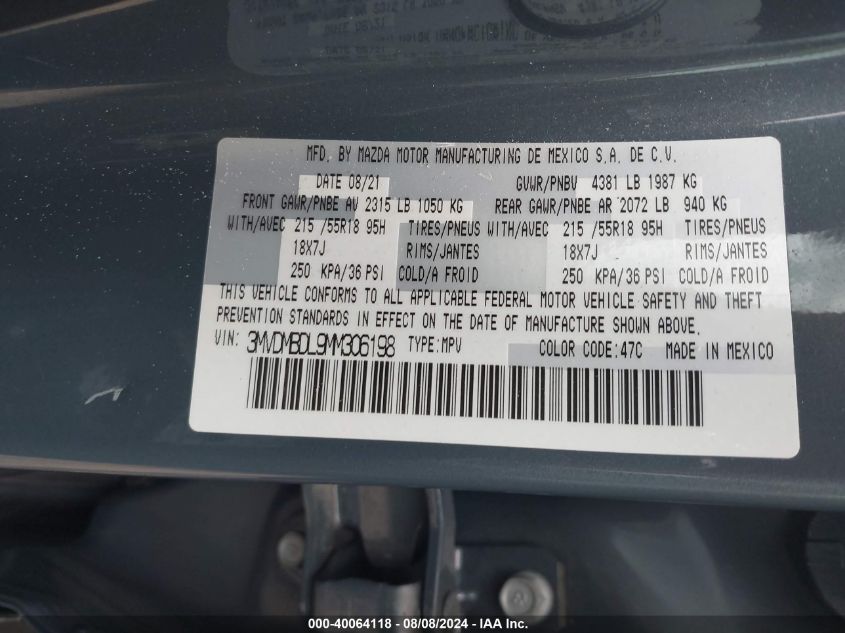 MFD. BY MAZDA MOTOR MANUFACTURING DE MEXICO S.A. DE C.V.
DATE 08/21 GVWR/PNBV 4381 LB 1987 KG
FRONT GAWR/PNBE AV 2315 LB 1050 KG REAR GAWR/PNBE AR 2072 LB 940 KG
WITH/AVEC 215 /55R18 95H TIRES/PNEUS WITH/AVEC 215 /55R18 95H TIRES/PNEUS
18X7J RIMS/JANTES 18X7J RIMS/JANTES
250 KPA/36 PSI COLD/A FROID 250 KPA/36 PSI COLD/A FROID
THIS VEHICLE CONFORMS TO ALL APPLICABLE FEDERAL MOTOR VEHICLE SAFETY AND THEFT
PREVENTION STANDARDS IN EFFECT ON THE DATE OF MANUFACTURE SHOWN ABOVE.
VIN: 3MVDMBDL9MM306198 TYPE:MPV COLOR CODE:47C MADE IN MEXICO
000-40064118 - 08/08/2024 - IAA Inc.